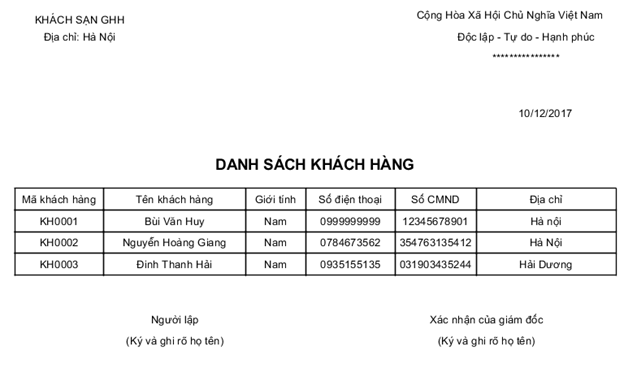 KHÁCH SẠN GHH
Địa chỉ: Hà Nội
Cộng Hòa Xã Hội Chủ Nghĩa Việt Nam
Độc lập - Tự do - Hạnh phúc
****************
10/12/2017
DANH SÁCH KHÁCH HÀNG
Mã khách hàng Tên khách hàng Giới tính Số điện thoại Số CMND Địa chỉ
KH0001 Bùi Văn Huy Nam 0999999999 12345678901 Hà nội
KH0002 Nguyễn Hoàng Giang Nam 0784673562 354763135412 Hà Nội
KH0003 Đinh Thanh Hải Nam 0935155135 031903435244 Hải Dương
Người lập Xác nhận của giám đốc
(Ký và ghi rõ họ tên) (Ký và ghi rõ họ tên)